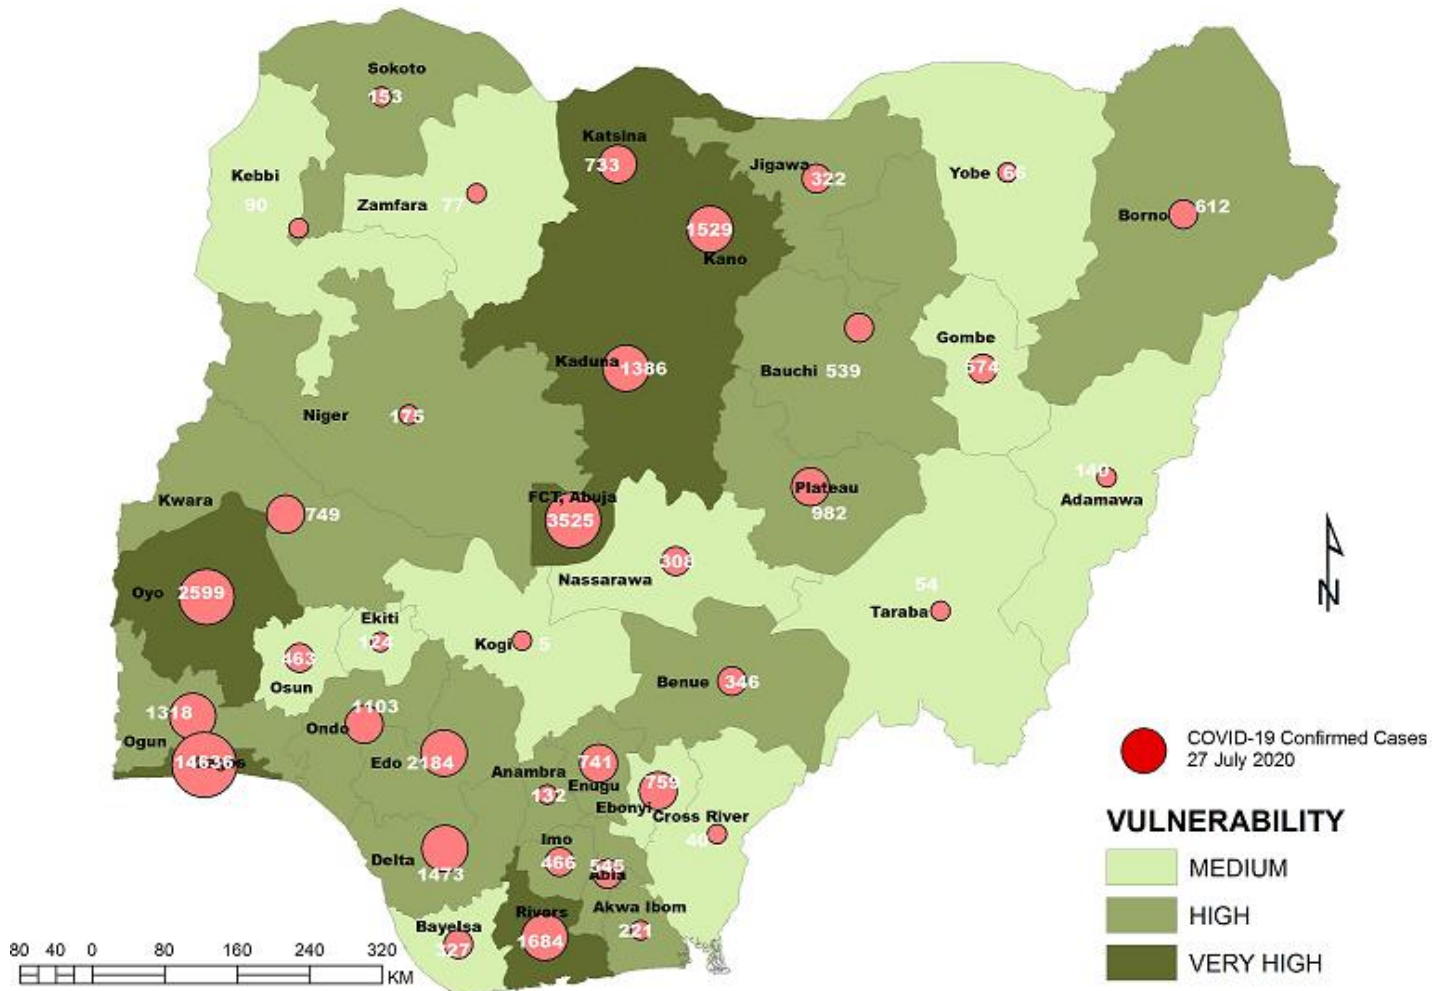 Sokoto
153
Katsina
733
Jigawa
322
Yobe
66
Kebbi
90
Zamfara
77
Borno
612
1529
Kano
Gombe
574
Kaduna
1386
Bauchi
539
Niger
175
140
Adamawa
Kwara
749
FCT, Abuja
3525
Plateau
982
Nassarawa
308
Oyo
2599
54
Taraba
Ekiti
124
Kogi
5
463
Osun
Benue
346
1318
Ogun
1103
Ondo
14636
Lagos
Edo
2184
Anambra
132
741
Enugu
759
Ebonyi
Cross River
40
Imo
466
545
Abia
Delta
1473
Akwa Ibom
221
Rivers
1684
Bayelsa
327
N
COVID-19 Confirmed Cases
27 July 2020
VULNERABILITY
MEDIUM
HIGH
VERY HIGH
80 40 0 80 160 240 320
KM